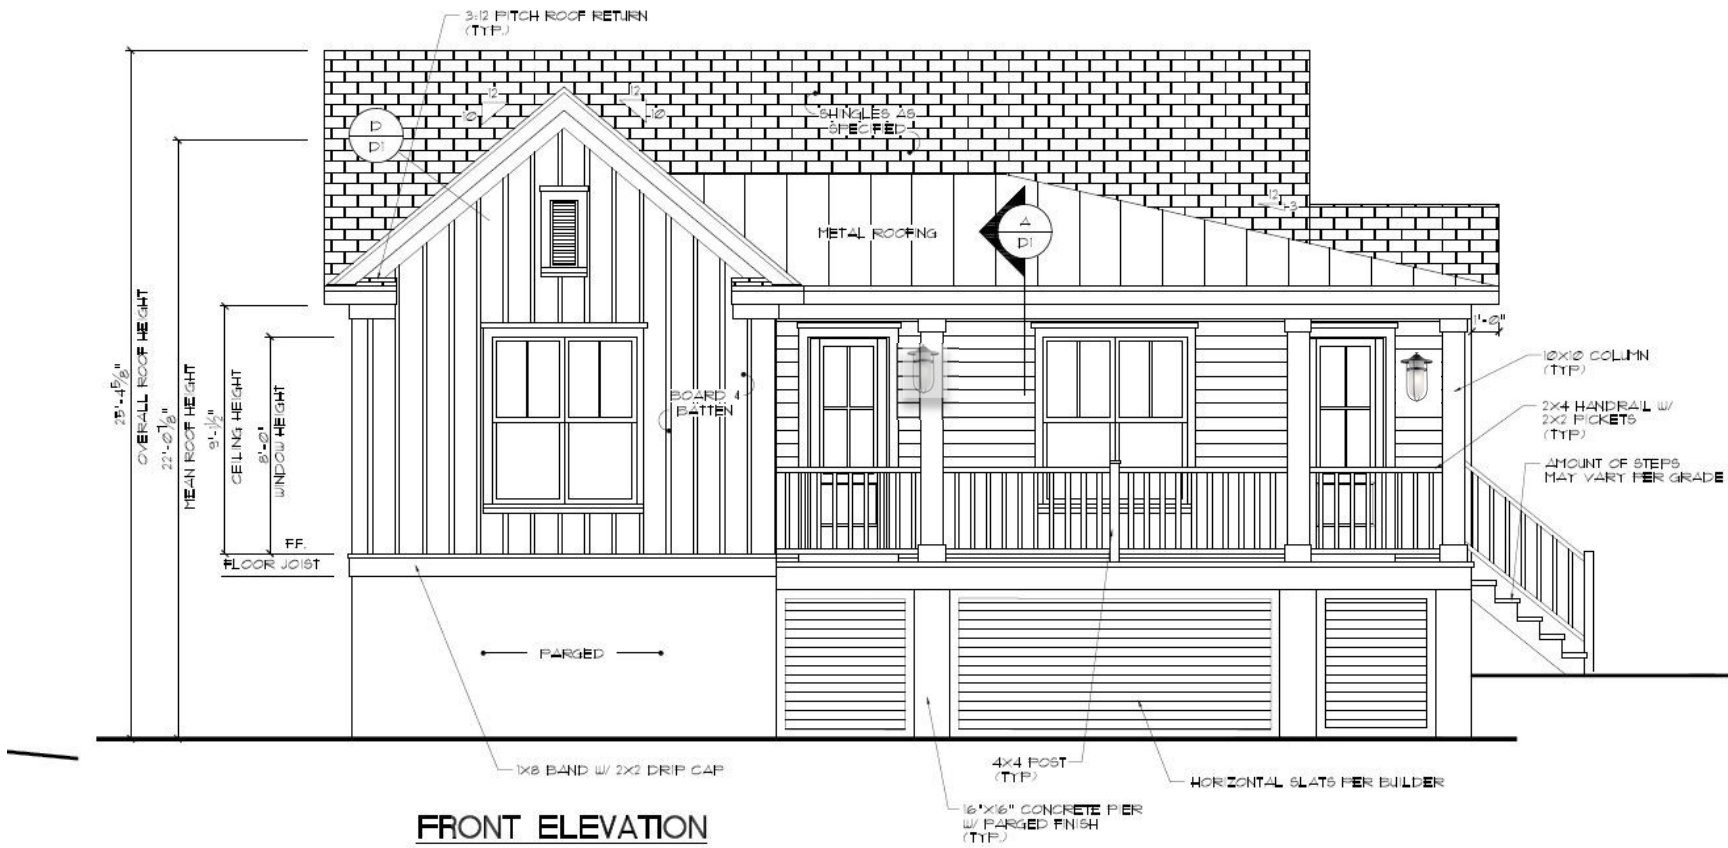 3:12 PITCH ROOF RETURN
(TYP.)
12
10
12
10
D
D1
SHINGLES AS
SPECIFIED
METAL ROOFING
A
D1
12
3
1'-0"
25'-4 5/8"
OVERALL ROOF HEIGHT
22'-0 7/8"
MEAN ROOF HEIGHT
9'-1 1/2"
CEILING HEIGHT
8'-0"
WINDOW HEIGHT
F.F.
FLOOR JOIST
BOARD &
BATTEN
10X10 COLUMN
(TYP)
2X4 HANDRAIL W/
2X2 PICKETS
(TYP)
AMOUNT OF STEPS
MAY VARY PER GRADE
PARGED
1X8 BAND W/ 2X2 DRIP CAP
4X4 POST
(TYP)
HORIZONTAL SLATS PER BUILDER
16"X16" CONCRETE PIER
W/ PARGED FINISH
(TYP.)
FRONT ELEVATION